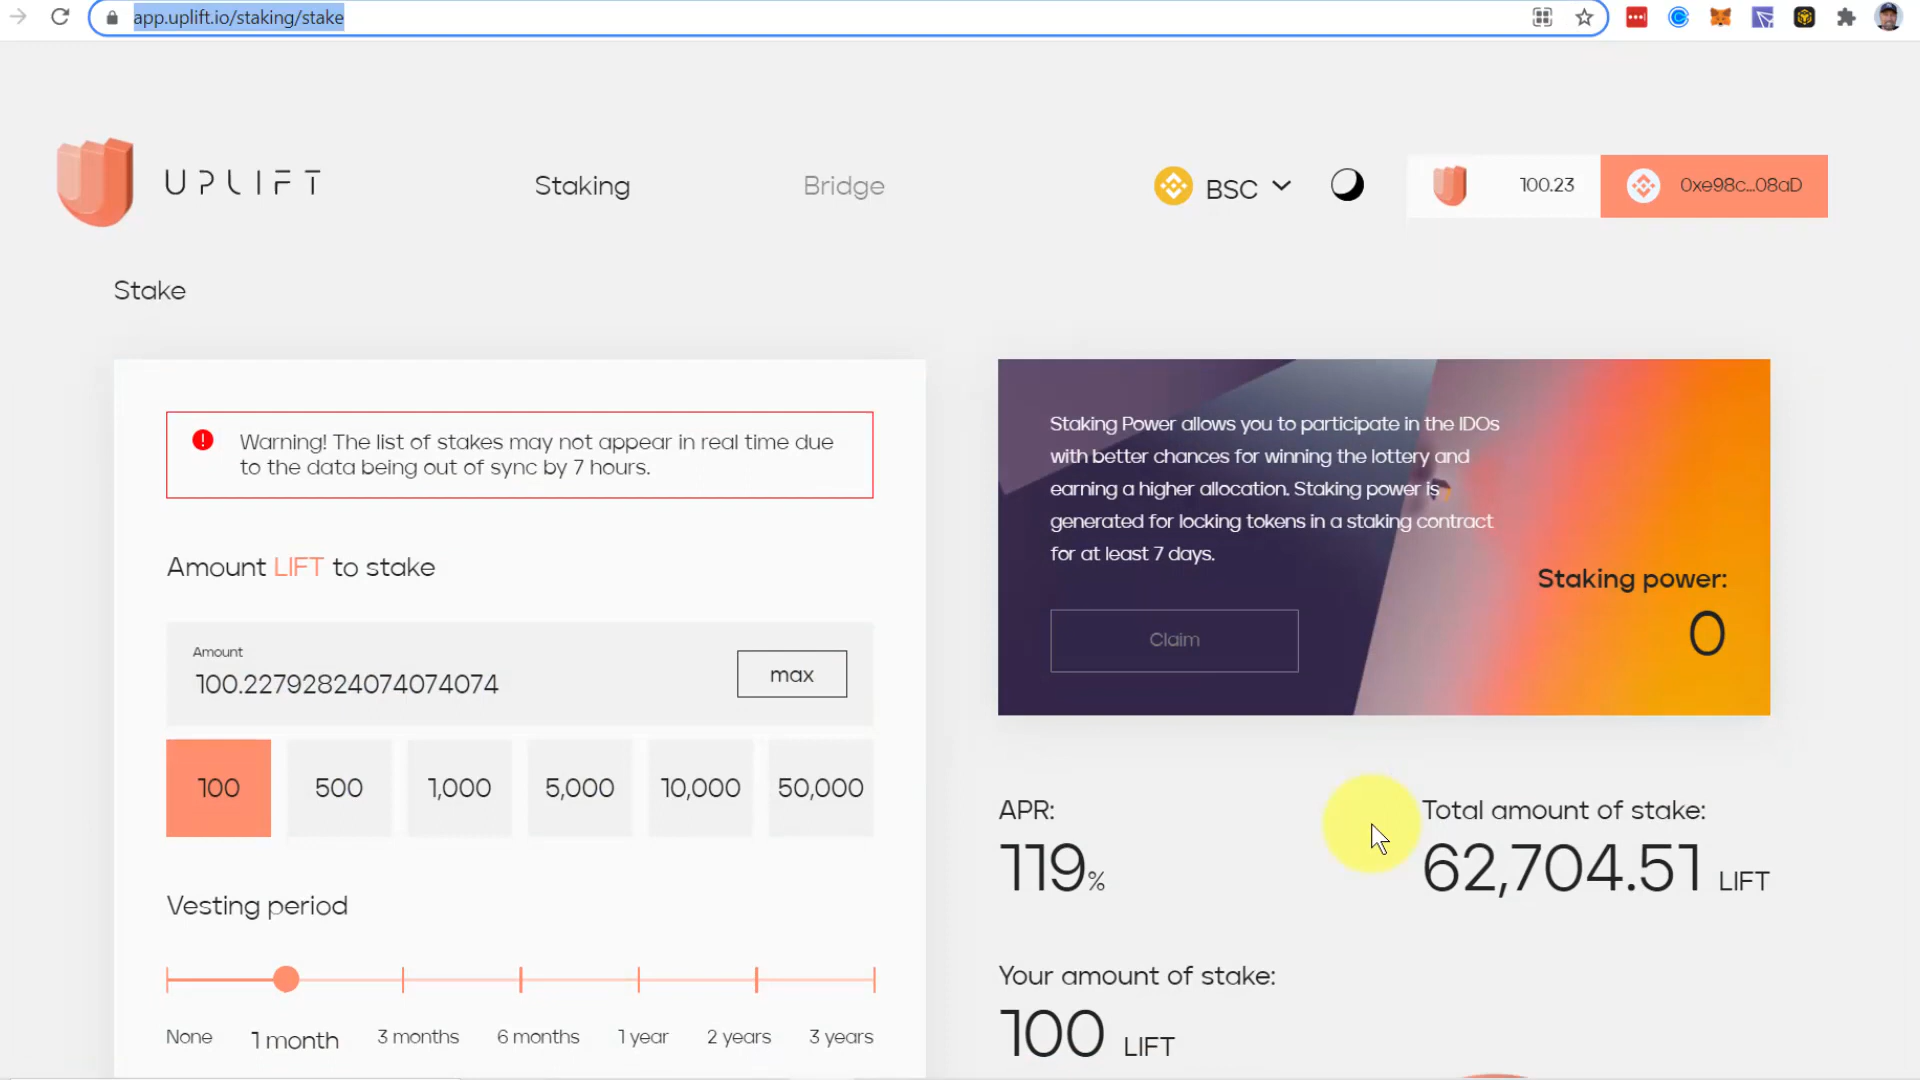 app.uplift.io/staking/stake
UPLIFT
Staking
Bridge
BSC
100.23
0xe98c...08aD
Stake
Warning! The list of stakes may not appear in real time due
to the data being out of sync by 7 hours.
Amount LIFT to stake
Amount
100.22792824074074074
max
100
500
1,000
5,000
10,000
50,000
Vesting period
None
1 month
3 months
6 months
1 year
2 years
3 years
Staking Power allows you to participate in the IDOs
with better chances for winning the lottery and
earning a higher allocation. Staking power is
generated for locking tokens in a staking contract
for at least 7 days.
Claim
Staking power:
0
APR:
119%
Total amount of stake:
62,704.51 LIFT
Your amount of stake:
100 LIFT